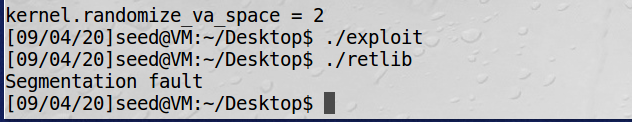 kernel.randomize_va_space = 2
[09/04/20]seed@VM:~/Desktop$ ./exploit
[09/04/20]seed@VM:~/Desktop$ ./retlib
Segmentation fault
[09/04/20]seed@VM:~/Desktop$